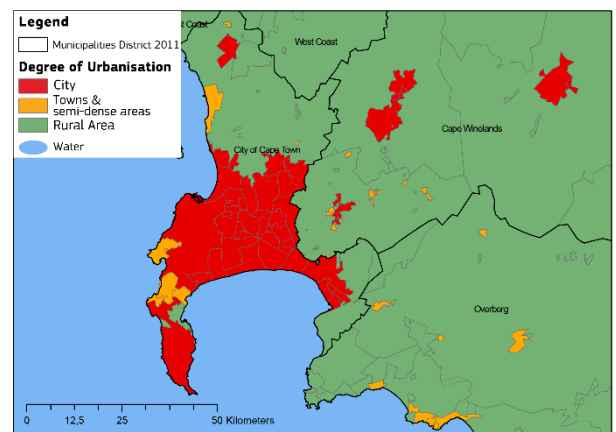 Legend
Municipalities District 2011
Degree of Urbanisation
City
Towns &
semi-dense areas
Rural Area
Water
t Coast
West Coast
City of Cape Town
Cape Winelands
Overberg
0 12,5 25 50 Kilometers